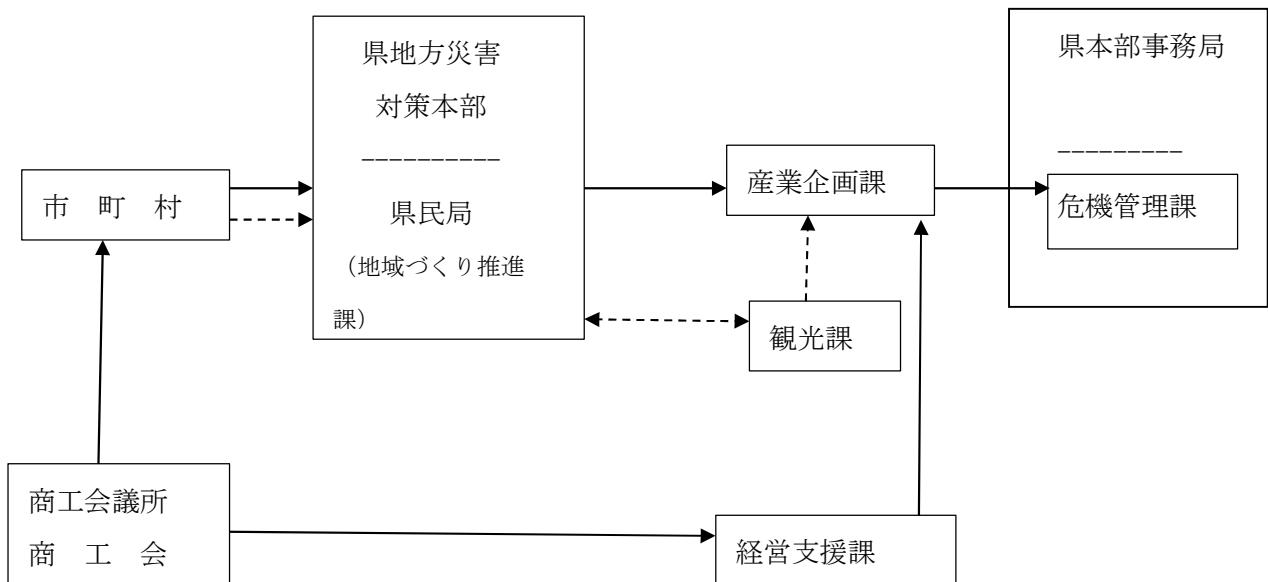 県地方災害
対策本部
----------
県民局
（地域づくり推進
課）
県本部事務局
---------
危機管理課
産業企画課
市　町　村
観光課
商工会議所
商　工　会
経営支援課